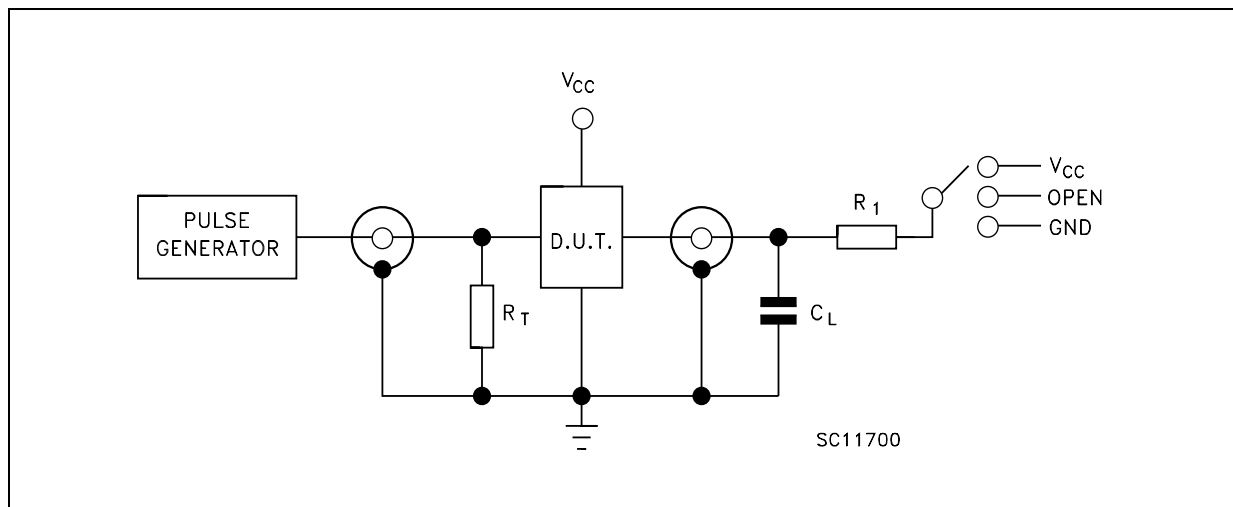 VCC
PULSE
GENERATOR
D.U.T.
RT
CL
R1
VCC
OPEN
GND
SC11700